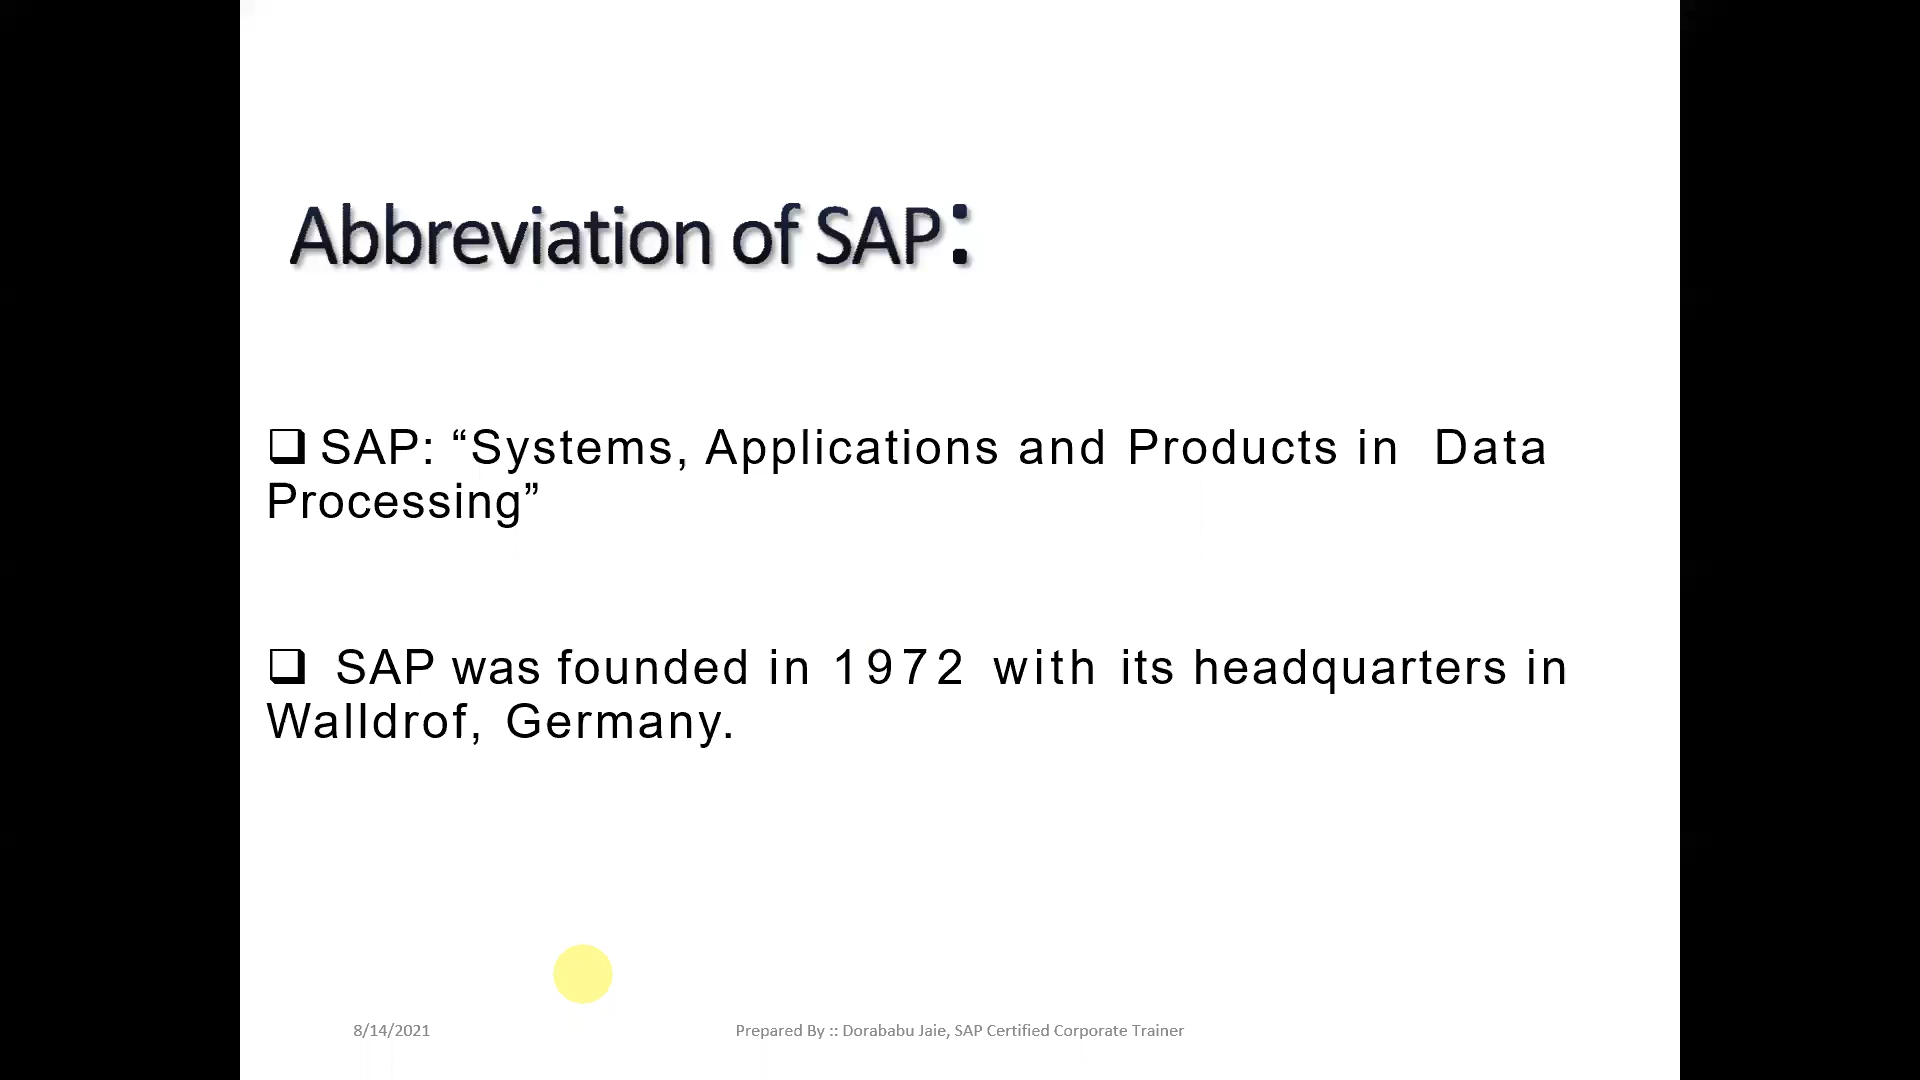 Abbreviation of SAP:
❑ SAP: “Systems, Applications and Products in Data
Processing”
❑ SAP was founded in 1972 with its headquarters in
Walldrof, Germany.
8/14/2021
Prepared By :: Dorababu Jaie, SAP Certified Corporate Trainer